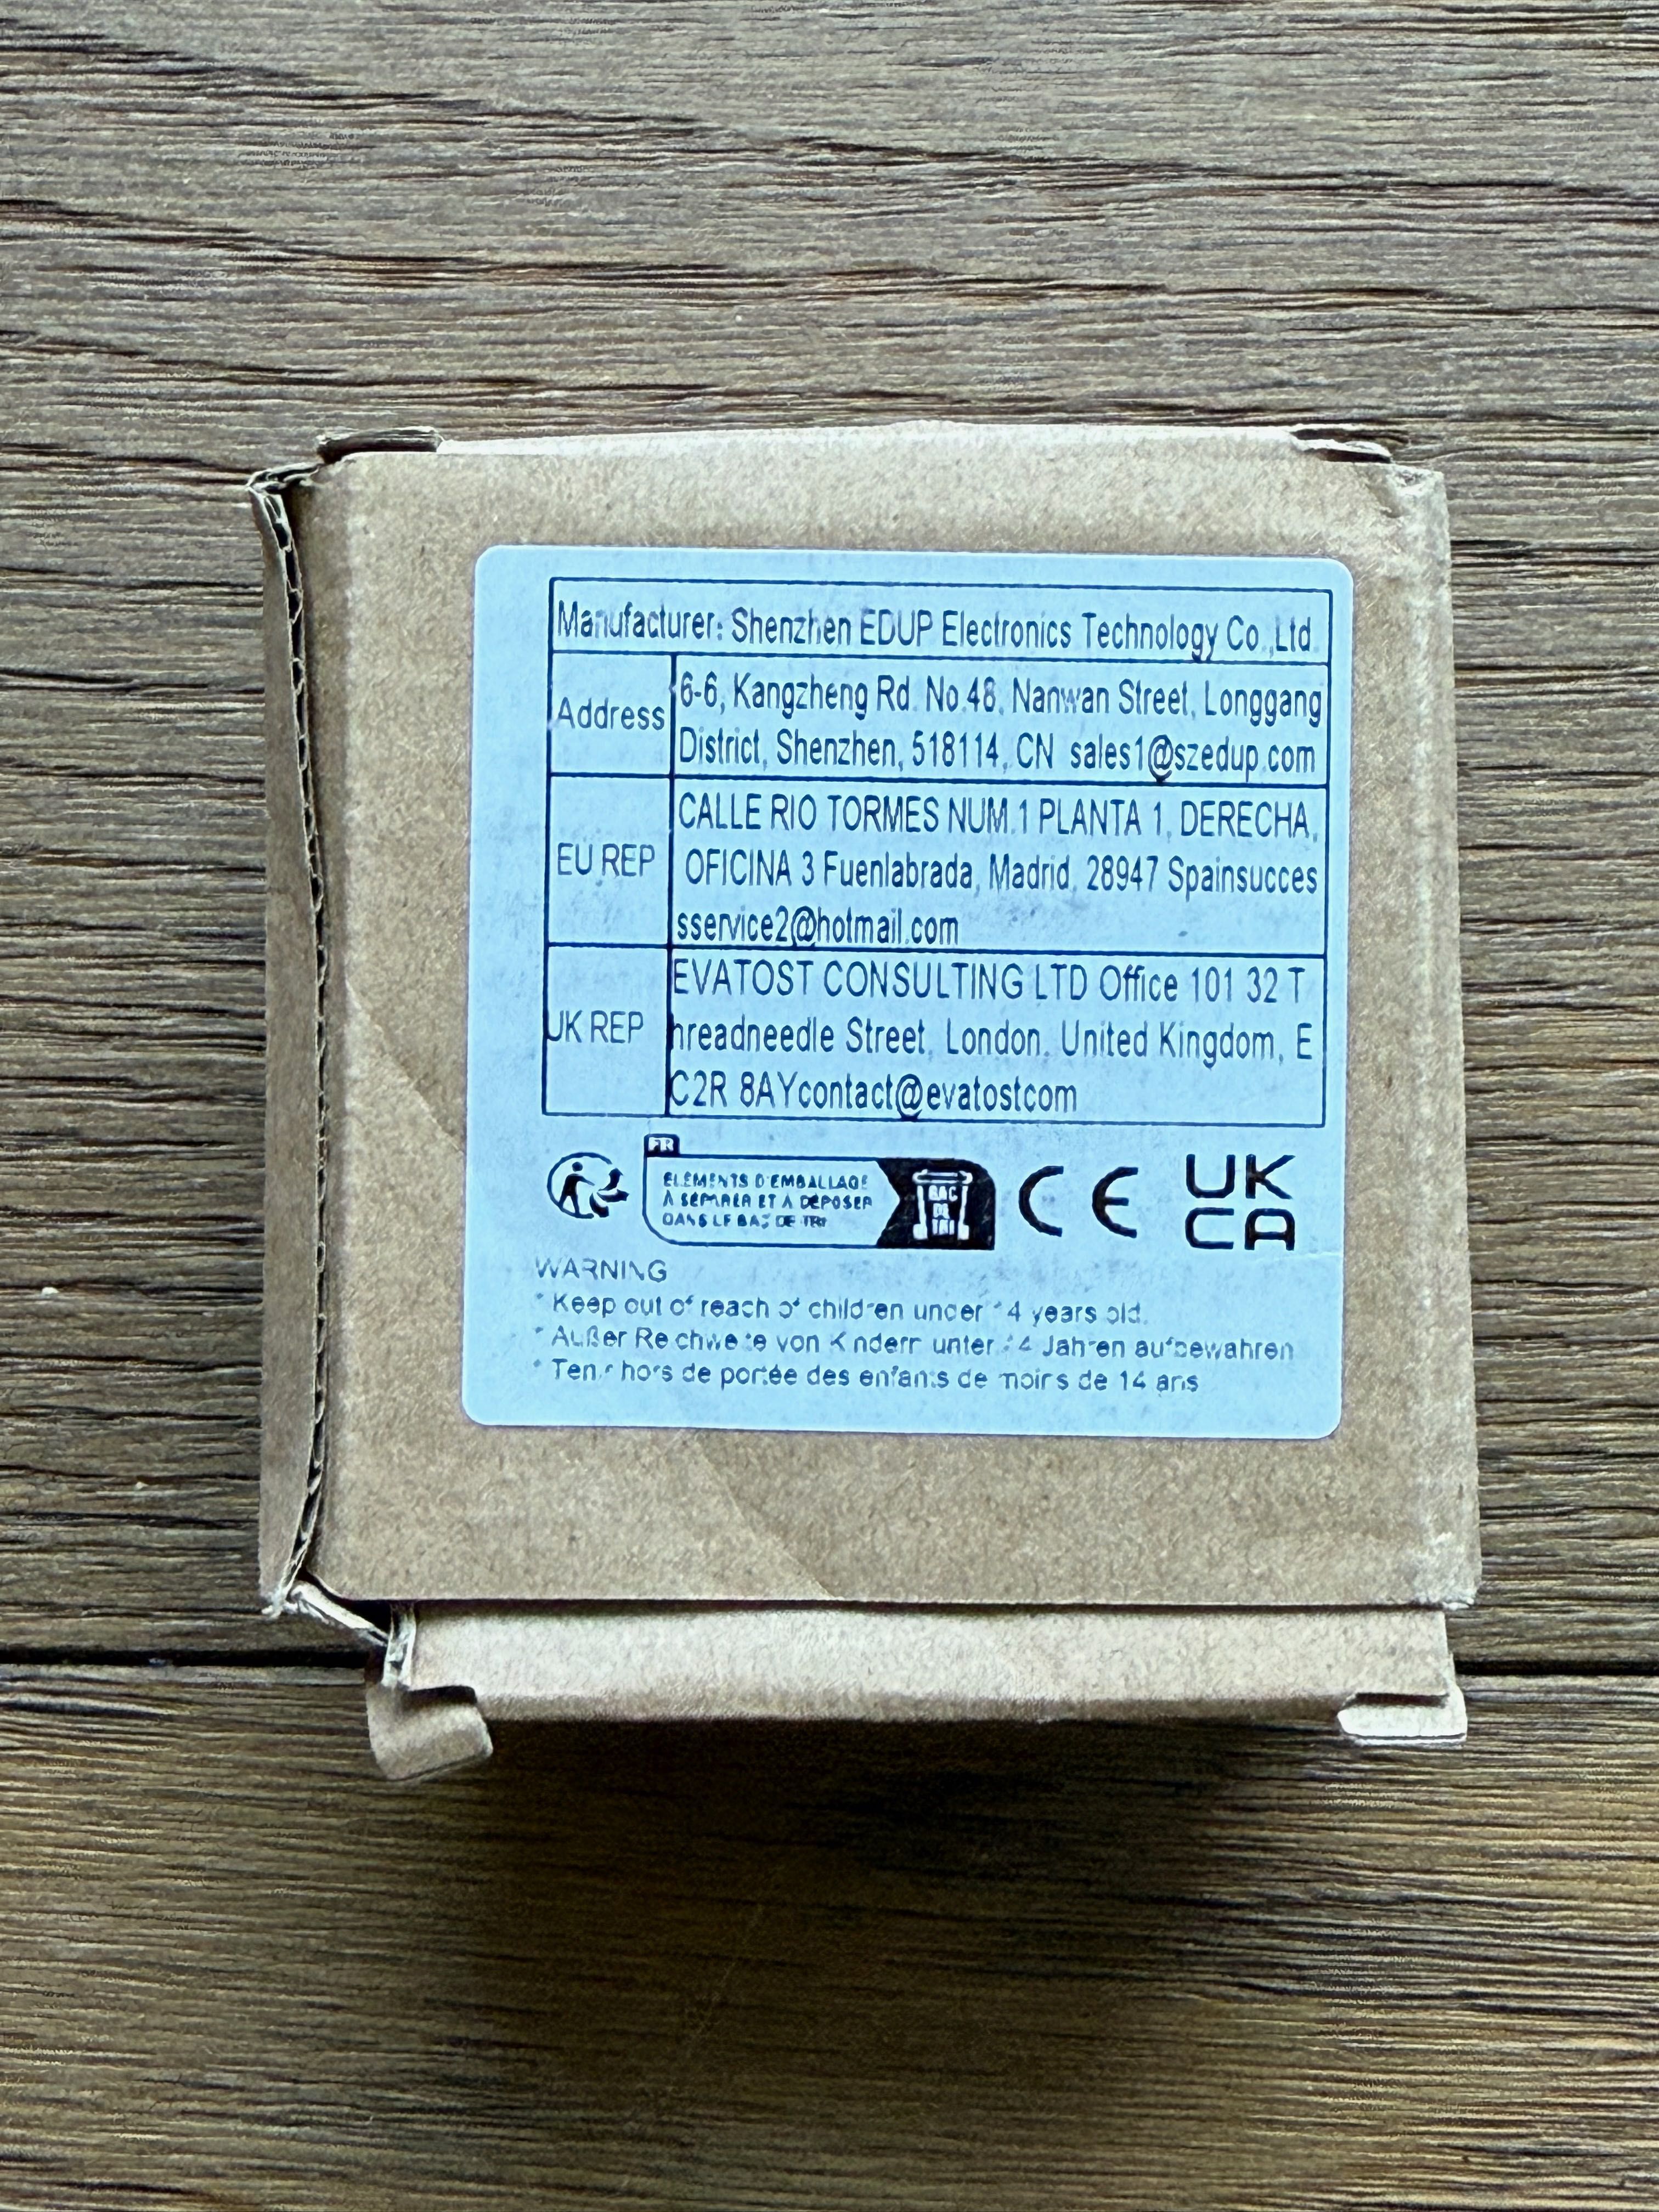 Manufacturer: Shenzhen EDUP Electronics Technology Co.,Ltd.
Address
6-6, Kangzheng Rd. No.48, Nanwan Street, Longgang
District, Shenzhen, 518114, CN sales1@szedup.com
EU REP
CALLE RIO TORMES NUM.1 PLANTA 1, DERECHA,
OFICINA 3 Fuenlabrada, Madrid, 28947 Spainsucces
sservice2@hotmail.com
UK REP
EVATOST CONSULTING LTD Office 101 32 T
hreadneedle Street, London, United Kingdom, E
C2R 8AYcontact@evatostcom
FR
ÉLÉMENTS D'EMBALLAGE
À SÉPARER ET À DÉPOSER
DANS LE BAC DE TRI
BAC
DE
TRI
CE
UK
CA
WARNING
* Keep out of reach of children under 14 years old.
* Außer Reichweite von Kindern unter 14 Jahren aufbewahren
* Tenir hors de portée des enfants de moins de 14 ans